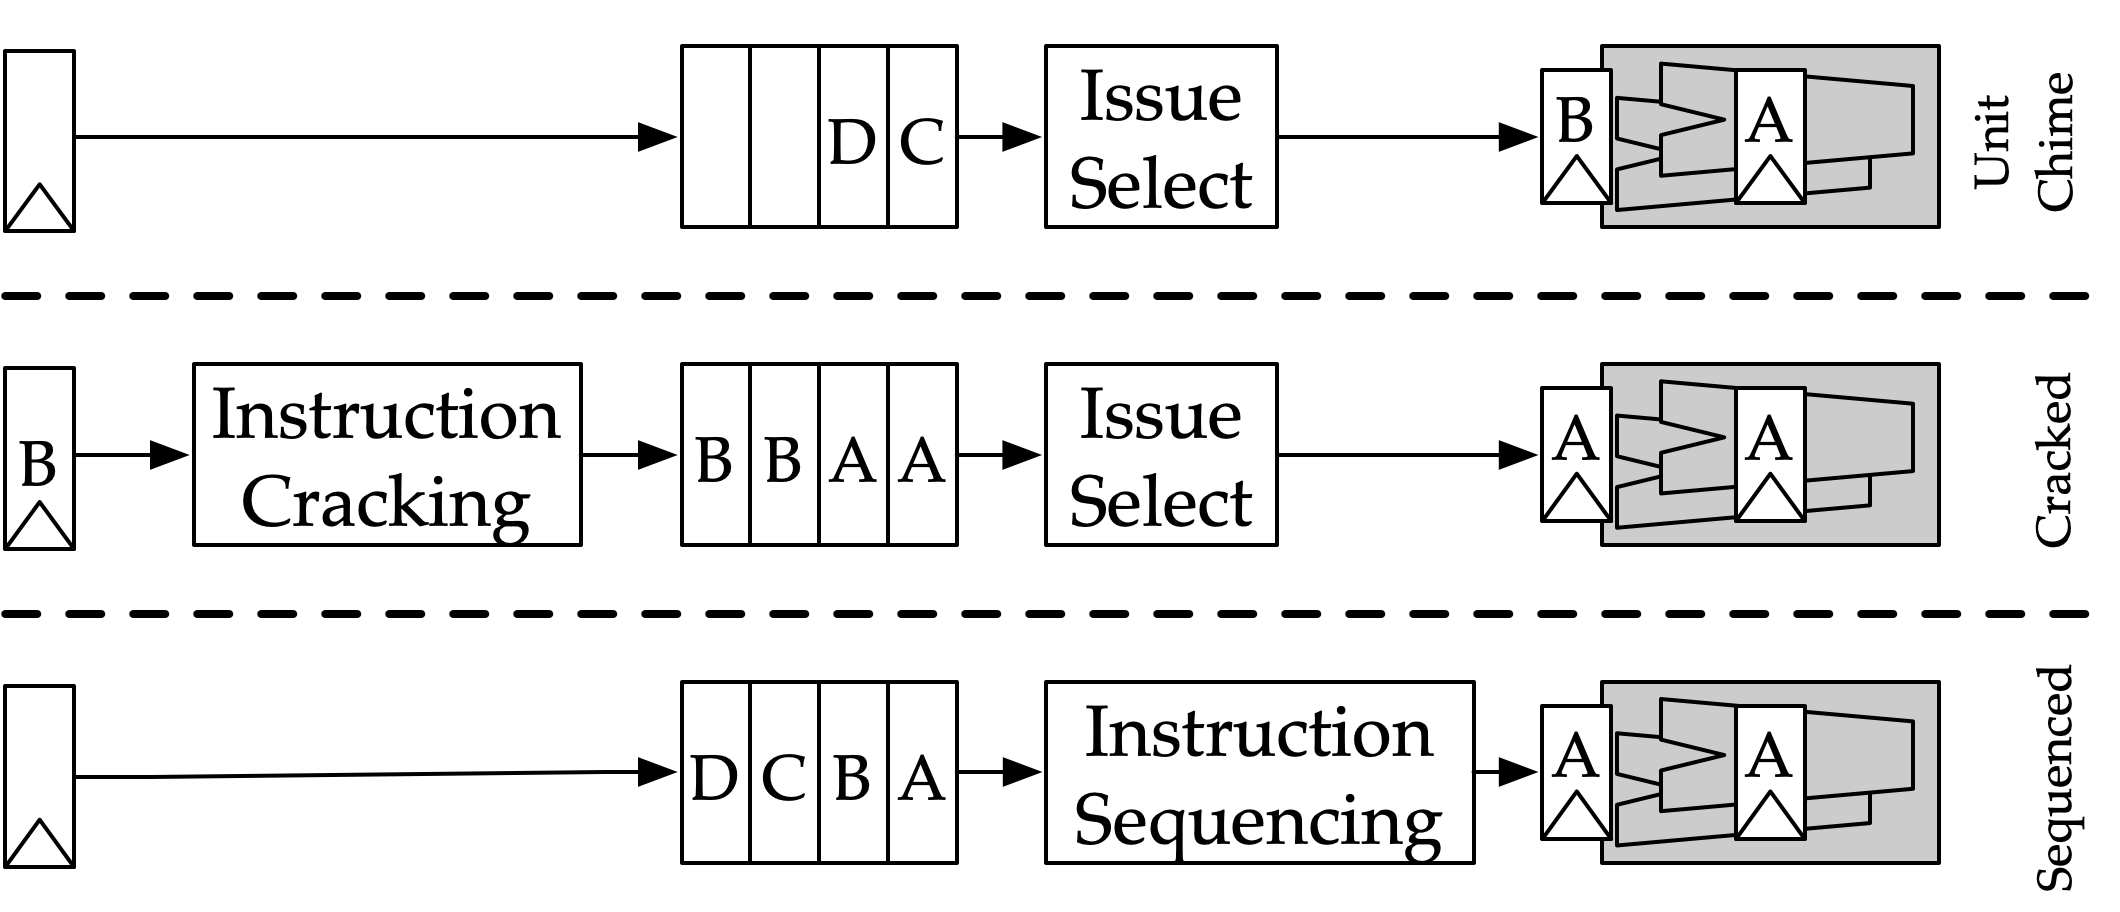 D C
Issue
Select
B
A
Unit
Chime
B
Instruction
Cracking
B B A A
Issue
Select
A
A
Cracked
D C B A
Instruction
Sequencing
A
A
Sequenced